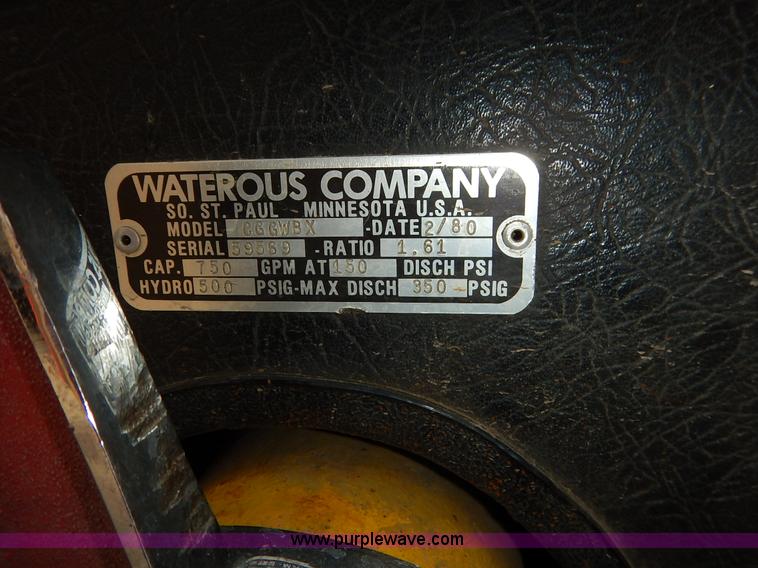 WATEROUS COMPANY
SO. ST. PAUL - MINNESOTA U.S.A.
MODEL -DATE 2/80
SERIAL 59589 -RATIO 1.61
CAP. 750 GPM AT 150 DISCH PSI
HYDRO 500 PSIG-MAX DISCH 350 PSIG
www.purplewave.com